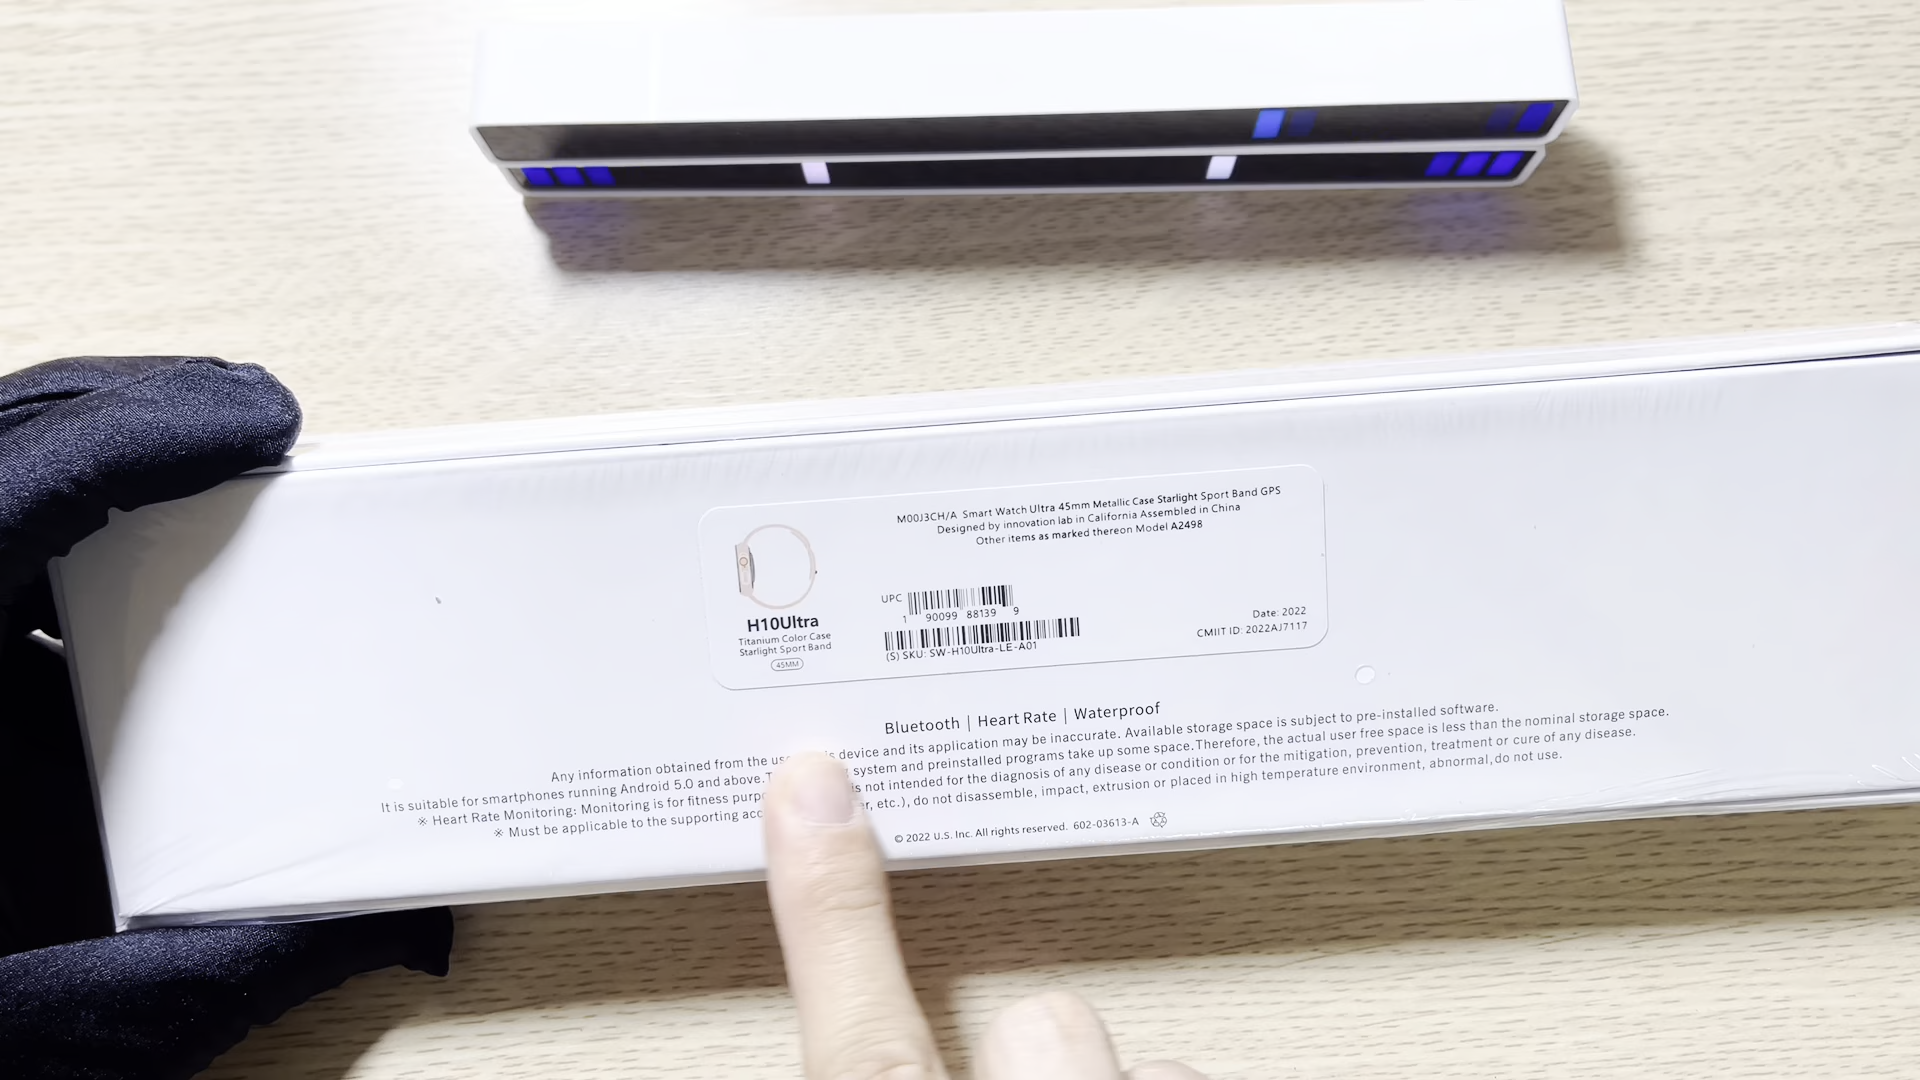 M00J3CH/A Smart Watch Ultra 45mm Metallic Case Starlight Sport Band GPS
Designed by innovation lab in California Assembled in China
Other items as marked thereon Model A2498
H10Ultra
Titanium Color Case
Starlight Sport Band
45MM
UPC
1 90099 88139 9
(S) SKU: SW-H10Ultra-LE-A01
Date: 2022
CMIIT ID: 2022AJ7117
Bluetooth | Heart Rate | Waterproof
Any information obtained from the device and its application may be inaccurate. Available storage space is subject to pre-installed software.
It is suitable for smartphones running Android 5.0 and above. system and preinstalled programs take up some space. Therefore, the actual user free space is less than the nominal storage space.
※ Heart Rate Monitoring: Monitoring is for fitness is not intended for the diagnosis of any disease or condition or for the mitigation, prevention, treatment or cure of any disease.
※ Must be applicable to the supporting etc.), do not disassemble, impact, extrusion or placed in high temperature environment, abnormal, do not use.
© 2022 U.S. Inc. All rights reserved. 602-03613-A